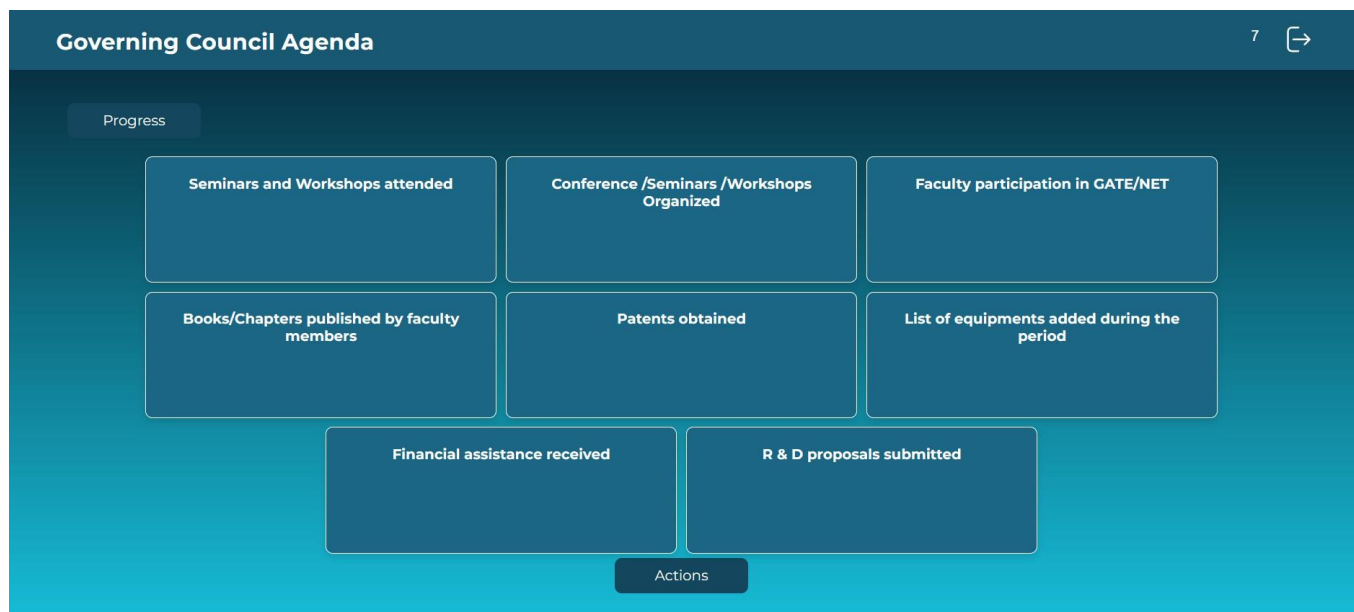 Governing Council Agenda
7
Progress
Seminars and Workshops attended
Conference /Seminars /Workshops
Organized
Faculty participation in GATE/NET
Books/Chapters published by faculty
members
Patents obtained
List of equipments added during the
period
Financial assistance received
R & D proposals submitted
Actions